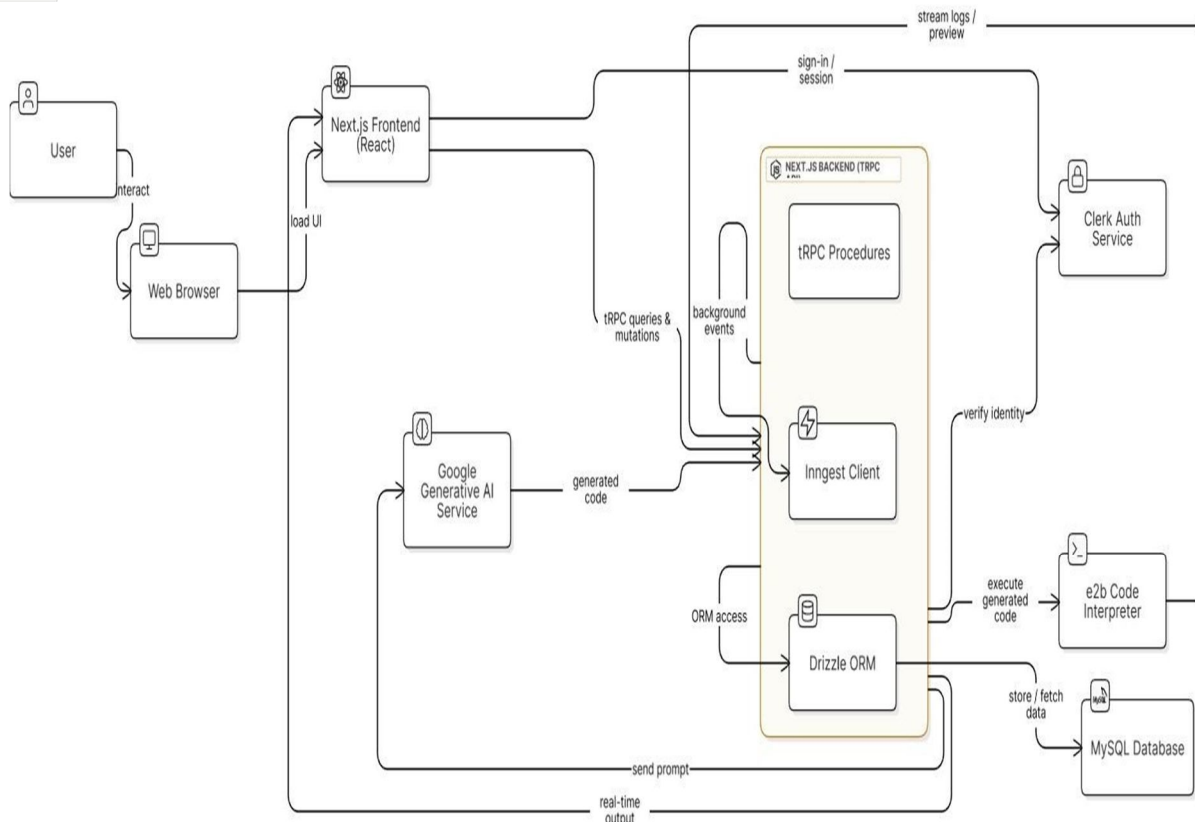 stream logs /
preview
sign-in /
session
User
Next.js Frontend
(React)
NEXT.JS BACKEND (TRPC
nteract
load UI
Clerk Auth
Service
tRPC Procedures
Web Browser
tRPC queries &
mutations
background
events
verify identity
Google
Generative AI
Service
generated
code
Inngest Client
execute
generated
code
e2b Code
Interpreter
ORM access
Drizzle ORM
store / fetch
data
MySQL Database
send prompt
real-time
output